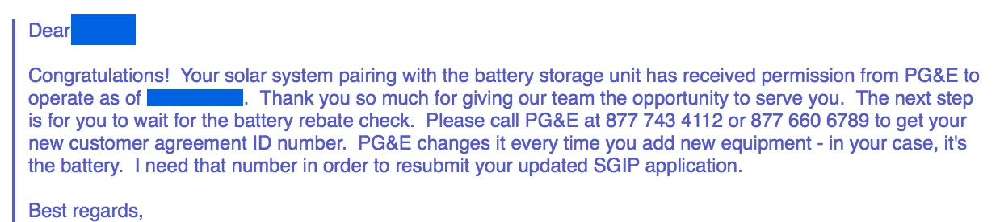 Dear
Congratulations!  Your solar system pairing with the battery storage unit has received permission from PG&E to
operate as of .  Thank you so much for giving our team the opportunity to serve you.  The next step
is for you to wait for the battery rebate check.  Please call PG&E at 877 743 4112 or 877 660 6789 to get your
new customer agreement ID number.  PG&E changes it every time you add new equipment - in your case, it's
the battery.  I need that number in order to resubmit your updated SGIP application.
Best regards,